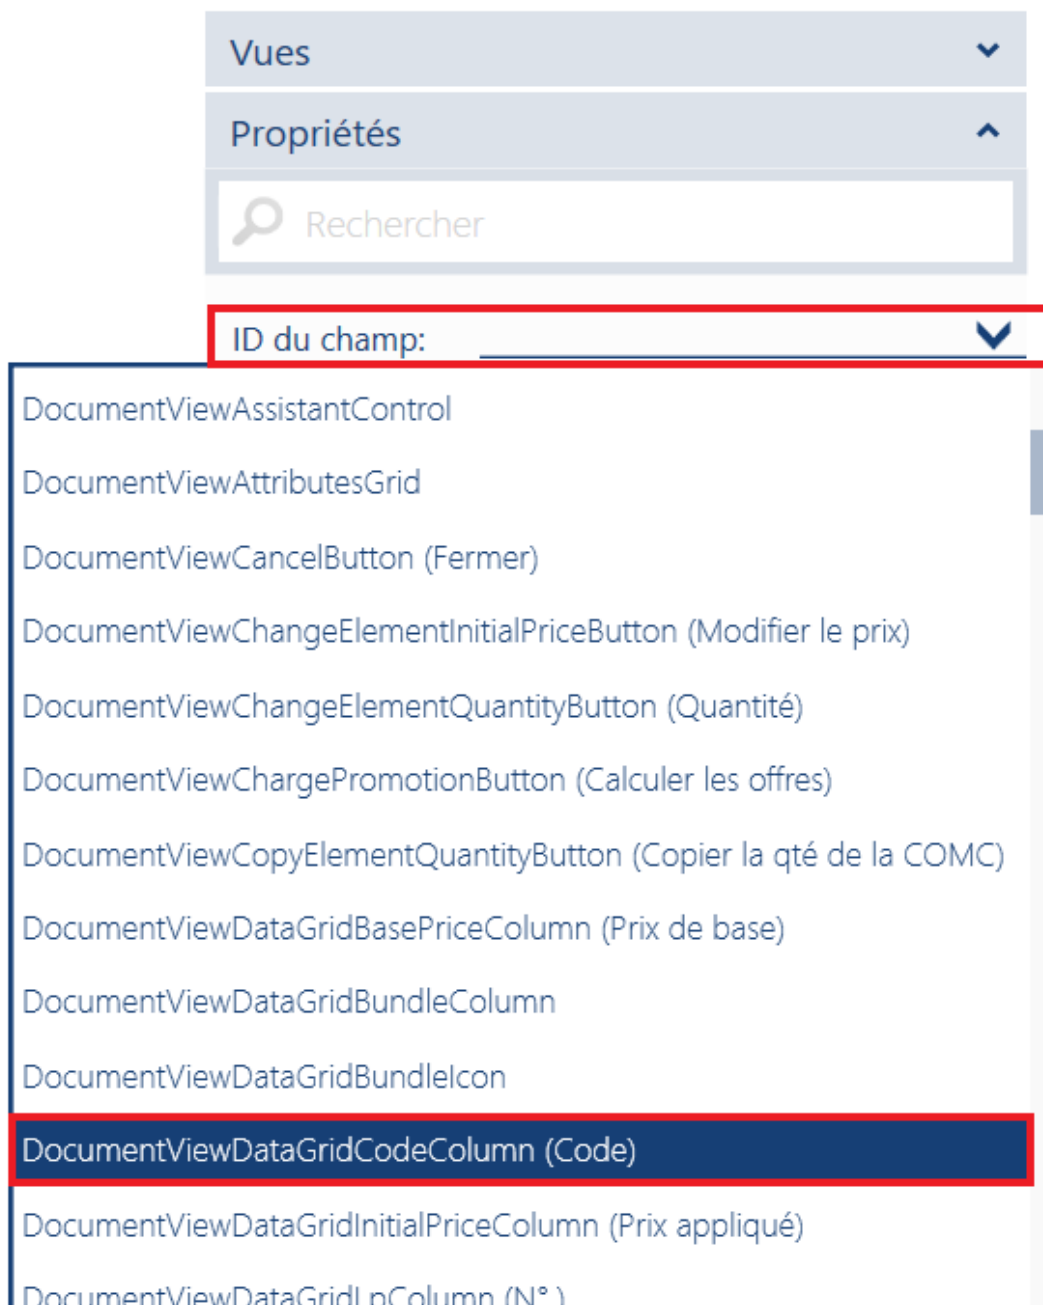 Vues
Propriétés
Rechercher
ID du champ:
DocumentViewAssistantControl
DocumentViewAttributesGrid
DocumentViewCancelButton (Fermer)
DocumentViewChangeElementInitialPriceButton (Modifier le prix)
DocumentViewChangeElementQuantityButton (Quantité)
DocumentViewChargePromotionButton (Calculer les offres)
DocumentViewCopyElementQuantityButton (Copier la qté de la COMC)
DocumentViewDataGridBasePriceColumn (Prix de base)
DocumentViewDataGridBundleColumn
DocumentViewDataGridBundleIcon
DocumentViewDataGridCodeColumn (Code)
DocumentViewDataGridInitialPriceColumn (Prix appliqué)
DocumentViewDataGridLpColumn (N° )